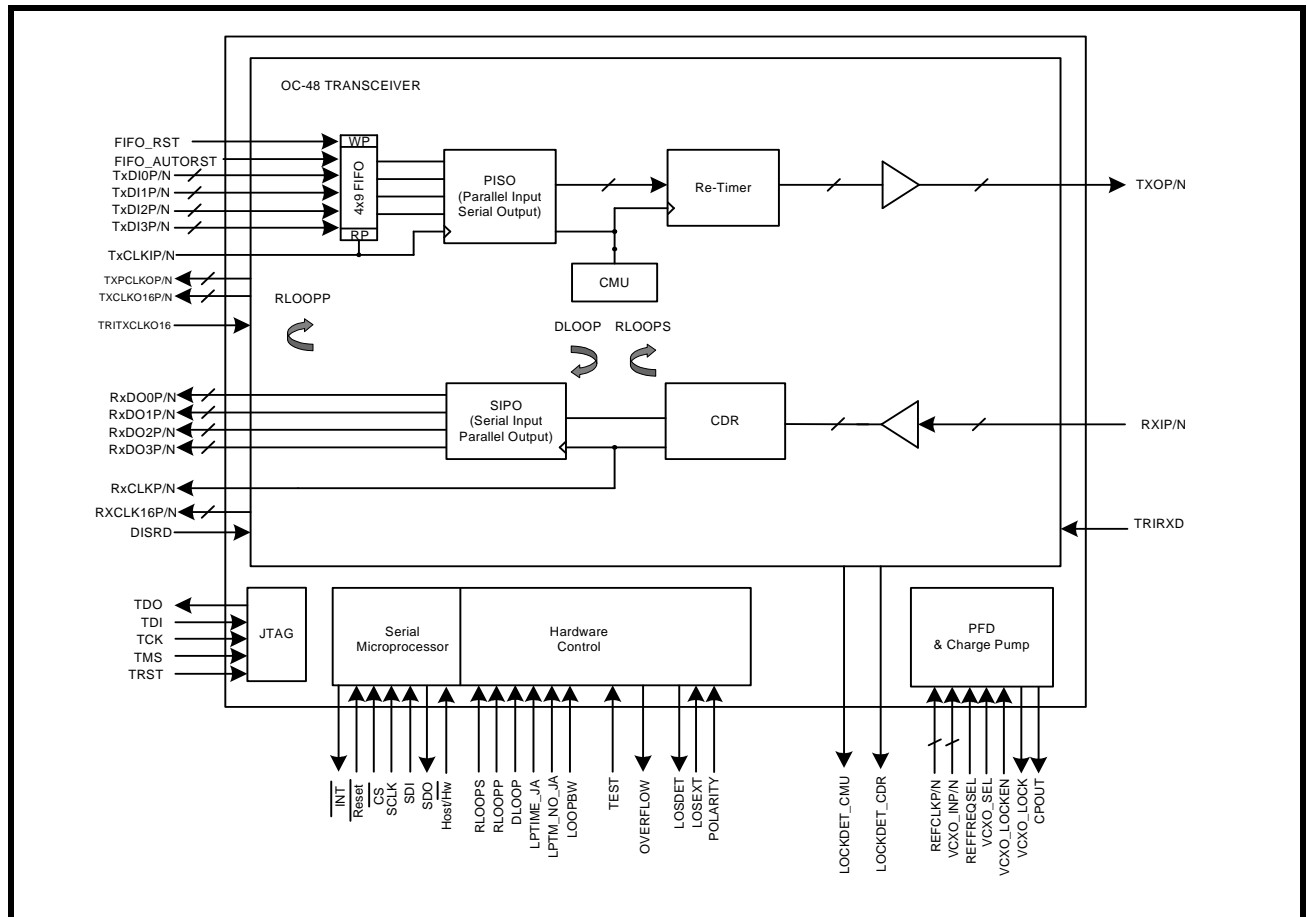 OC-48 TRANSCEIVER
FIFO_RST
FIFO_AUTORST
TxDI0P/N
TxDI1P/N
TxDI2P/N
TxDI3P/N
TxCLKIP/N
TXPCLKOP/N
TXCLKO16P/N
TRITXCLKO16
WP
4x9 FIFO
RP
PISO
(Parallel Input
Serial Output)
Re-Timer
TXOP/N
CMU
RLOOPP
DLOOP
RLOOPS
RxDO0P/N
RxDO1P/N
RxDO2P/N
RxDO3P/N
RxCLKP/N
RXCLK16P/N
DISRD
SIPO
(Serial Input
Parallel Output)
CDR
RXIP/N
TRIRXD
TDO
TDI
TCK
TMS
TRST
JTAG
Serial
Microprocessor
Hardware
Control
PFD
& Charge Pump
INT
Reset
CS
SCLK
SDI
SDO
Host/Hw
RLOOPS
RLOOPP
DLOOP
LPTIME_JA
LPTM_NO_JA
LOOPBW
TEST
OVERFLOW
LOSDET
LOSEXT
POLARITY
LOCKDET_CMU
LOCKDET_CDR
REFCLKP/N
VCXO_INP/N
REFFREQSEL
VCXO_SEL
VCXO_LOCKEN
VCXO_LOCK
CPOUT